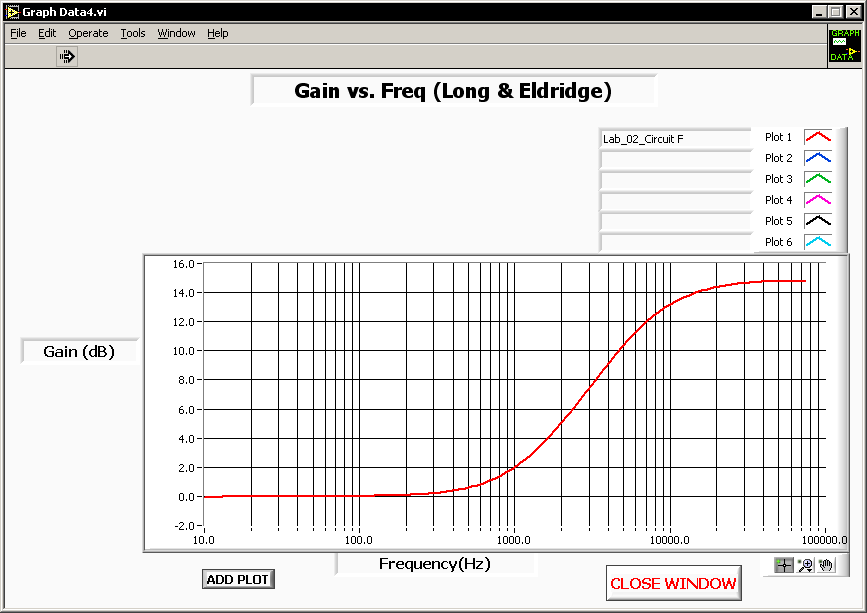 Graph Data4.vi
File Edit Operate Tools Window Help
GRAPH
DATA
Gain vs. Freq (Long & Eldridge)
Lab_02_Circuit F Plot 1
Plot 2
Plot 3
Plot 4
Plot 5
Plot 6
16.0
14.0
12.0
10.0
8.0
6.0
4.0
2.0
0.0
-2.0
Gain (dB)
10.0 100.0 1000.0 10000.0 100000.0
Frequency(Hz)
ADD PLOT
CLOSE WINDOW